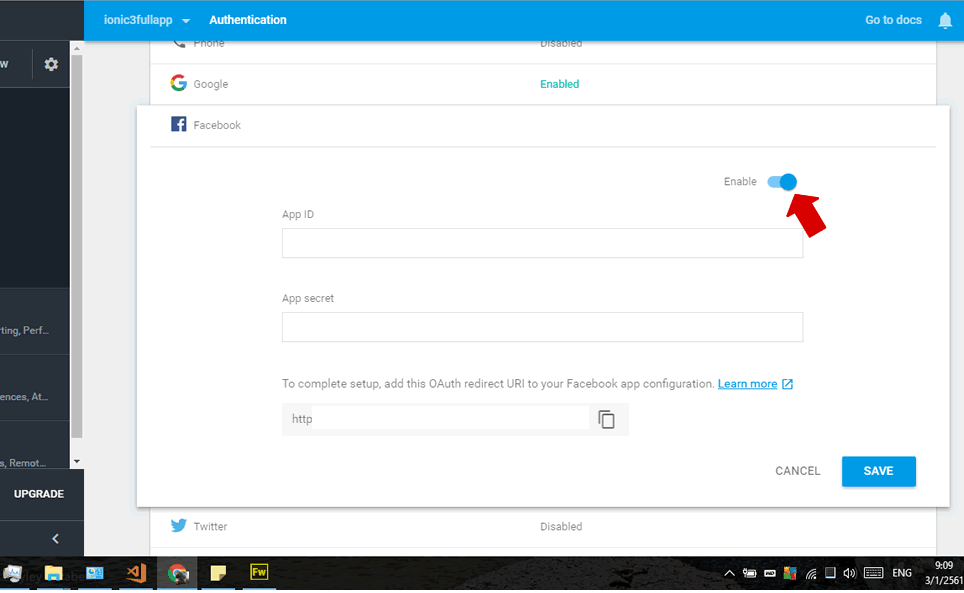 ionic3fullapp Authentication Go to docs
w
Phone Disabled
Google Enabled
Facebook
Enable
App ID
App secret
ting, Perf...
To complete setup, add this OAuth redirect URI to your Facebook app configuration. Learn more
ences, At...
http
s, Remot...
CANCEL SAVE
UPGRADE
Twitter Disabled
Fw
ENG
9:09
3/1/2561